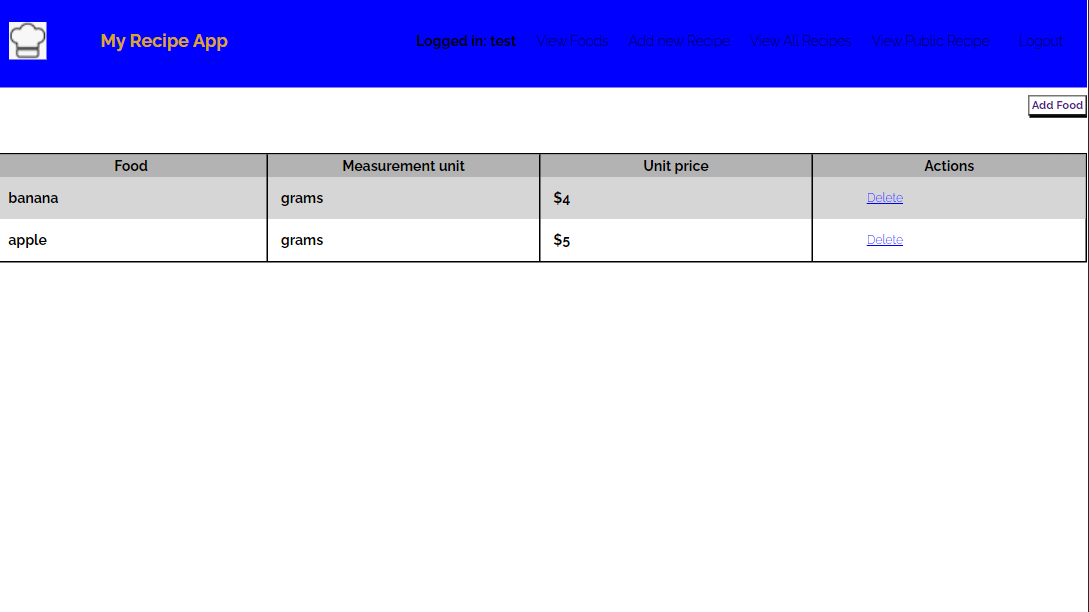 My Recipe App
Logged in: test View Foods Add new Recipe View All Recipes View Public Recipe Logout
Add Food
Food Measurement unit Unit price Actions
banana grams $4 Delete
apple grams $5 Delete